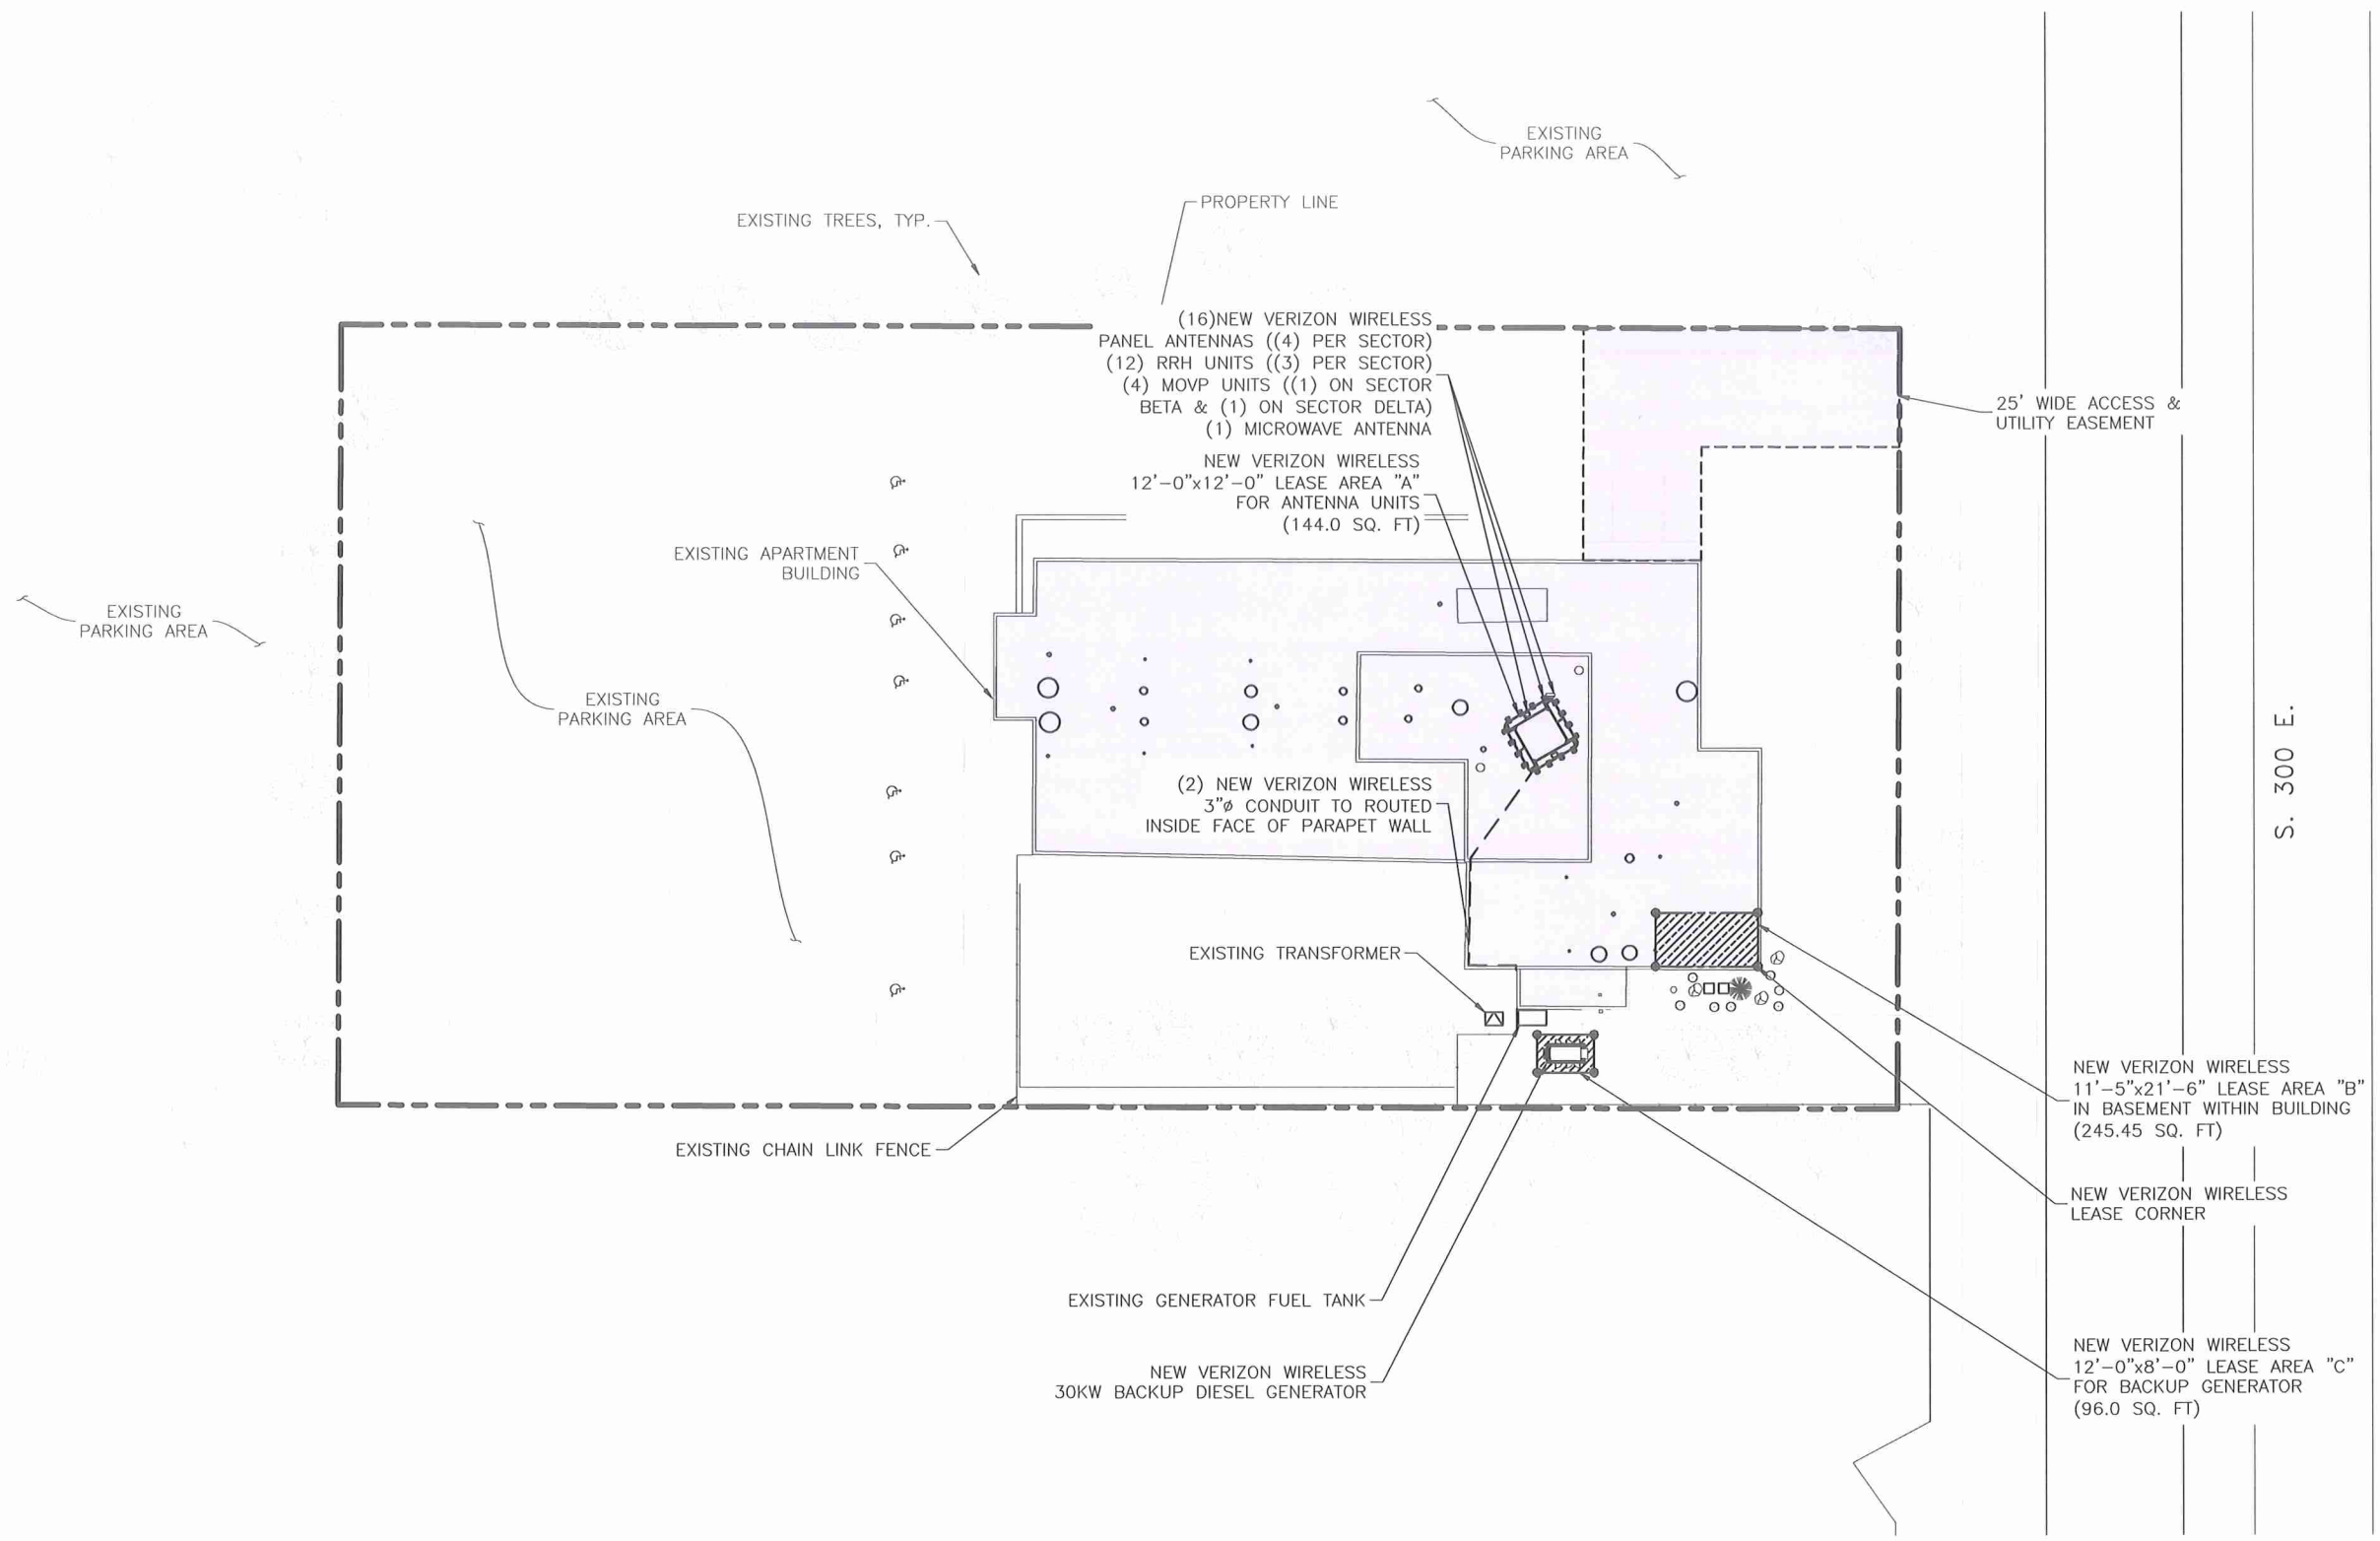 EXISTING
PARKING AREA
PROPERTY LINE
EXISTING TREES, TYP.
(16)NEW VERIZON WIRELESS
PANEL ANTENNAS ((4) PER SECTOR)
(12) RRH UNITS ((3) PER SECTOR)
(4) MOVP UNITS ((1) ON SECTOR
BETA & (1) ON SECTOR DELTA)
(1) MICROWAVE ANTENNA
25' WIDE ACCESS &
UTILITY EASEMENT
NEW VERIZON WIRELESS
12'-0"x12'-0" LEASE AREA "A"
FOR ANTENNA UNITS
(144.0 SQ. FT)
EXISTING APARTMENT
BUILDING
EXISTING
PARKING AREA
EXISTING
PARKING AREA
S. 300 E.
(2) NEW VERIZON WIRELESS
3"ø CONDUIT TO ROUTED
INSIDE FACE OF PARAPET WALL
EXISTING TRANSFORMER
NEW VERIZON WIRELESS
11'-5"x21'-6" LEASE AREA "B"
IN BASEMENT WITHIN BUILDING
(245.45 SQ. FT)
EXISTING CHAIN LINK FENCE
NEW VERIZON WIRELESS
LEASE CORNER
EXISTING GENERATOR FUEL TANK
NEW VERIZON WIRELESS
30KW BACKUP DIESEL GENERATOR
NEW VERIZON WIRELESS
12'-0"x8'-0" LEASE AREA "C"
FOR BACKUP GENERATOR
(96.0 SQ. FT)